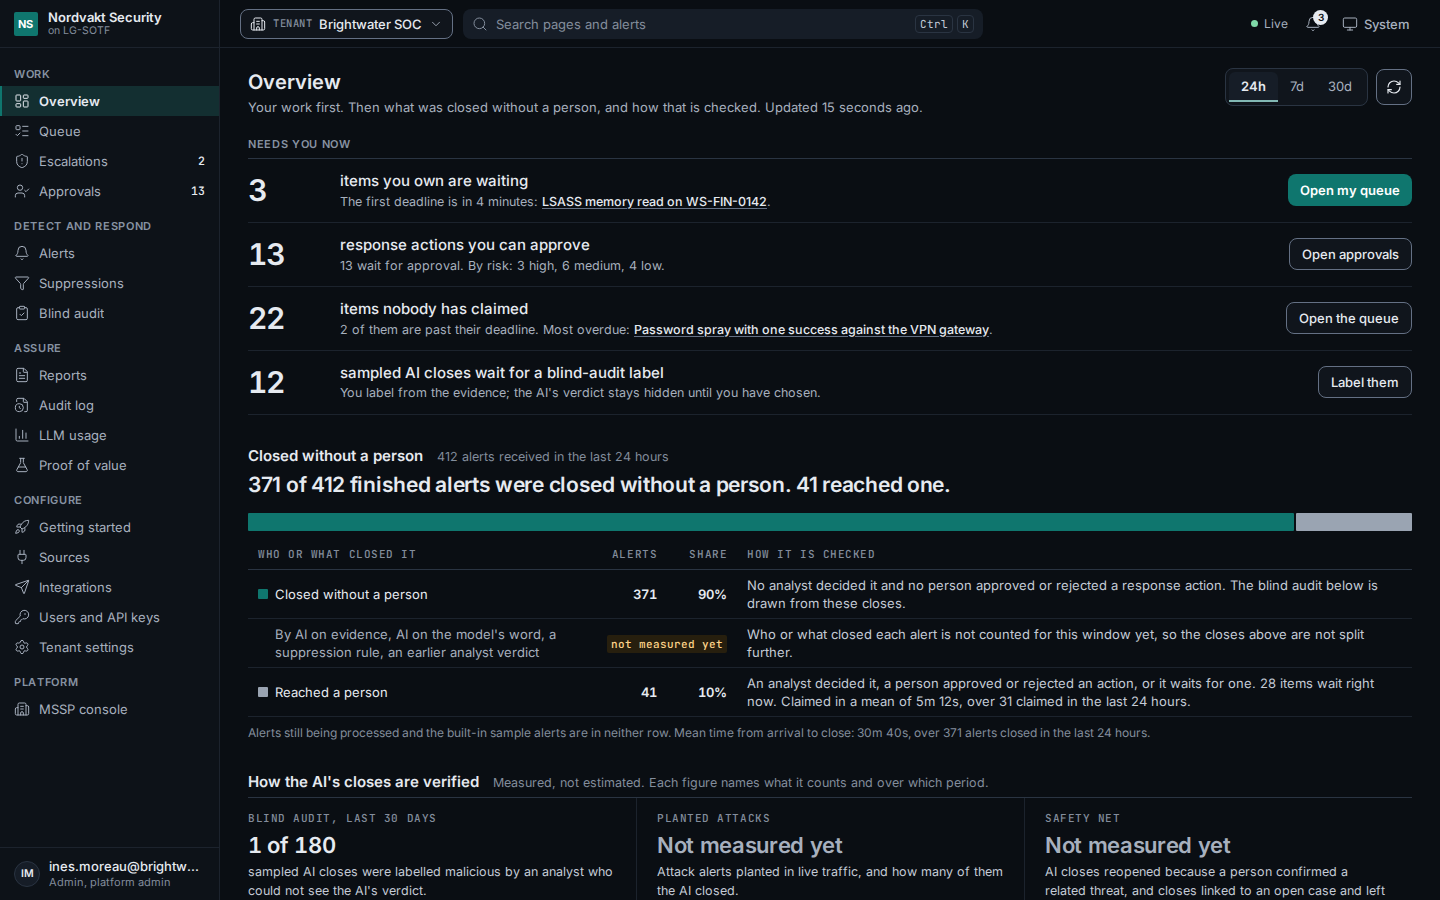 NS
Nordvakt Security
on LG-SOTF
TENANT Brightwater SOC
Search pages and alerts
Ctrl K
Live
3
System
WORK
Overview
Queue
Escalations 2
Approvals 13
DETECT AND RESPOND
Alerts
Suppressions
Blind audit
ASSURE
Reports
Audit log
LLM usage
Proof of value
CONFIGURE
Getting started
Sources
Integrations
Users and API keys
Tenant settings
PLATFORM
MSSP console
IM
ines.moreau@brightw...
Admin, platform admin
Overview
Your work first. Then what was closed without a person, and how that is checked. Updated 15 seconds ago.
24h 7d 30d
NEEDS YOU NOW
3
items you own are waiting
The first deadline is in 4 minutes: LSASS memory read on WS-FIN-0142.
Open my queue
13
response actions you can approve
13 wait for approval. By risk: 3 high, 6 medium, 4 low.
Open approvals
22
items nobody has claimed
2 of them are past their deadline. Most overdue: Password spray with one success against the VPN gateway.
Open the queue
12
sampled AI closes wait for a blind-audit label
You label from the evidence; the AI's verdict stays hidden until you have chosen.
Label them
Closed without a person 412 alerts received in the last 24 hours
371 of 412 finished alerts were closed without a person. 41 reached one.
WHO OR WHAT CLOSED IT ALERTS SHARE HOW IT IS CHECKED
Closed without a person 371 90% No analyst decided it and no person approved or rejected a response action. The blind audit below is
drawn from these closes.
By AI on evidence, AI on the model's word, a
suppression rule, an earlier analyst verdict
not measured yet
Who or what closed each alert is not counted for this window yet, so the closes above are not split
further.
Reached a person 41 10% An analyst decided it, a person approved or rejected an action, or it waits for one. 28 items wait right
now. Claimed in a mean of 5m 12s, over 31 claimed in the last 24 hours.
Alerts still being processed and the built-in sample alerts are in neither row. Mean time from arrival to close: 30m 40s, over 371 alerts closed in the last 24 hours.
How the AI's closes are verified Measured, not estimated. Each figure names what it counts and over which period.
BLIND AUDIT, LAST 30 DAYS
1 of 180
sampled AI closes were labelled malicious by an analyst who
could not see the AI's verdict.
PLANTED ATTACKS
Not measured yet
Attack alerts planted in live traffic, and how many of them
the AI closed.
SAFETY NET
Not measured yet
AI closes reopened because a person confirmed a
related threat, and closes linked to an open case and left